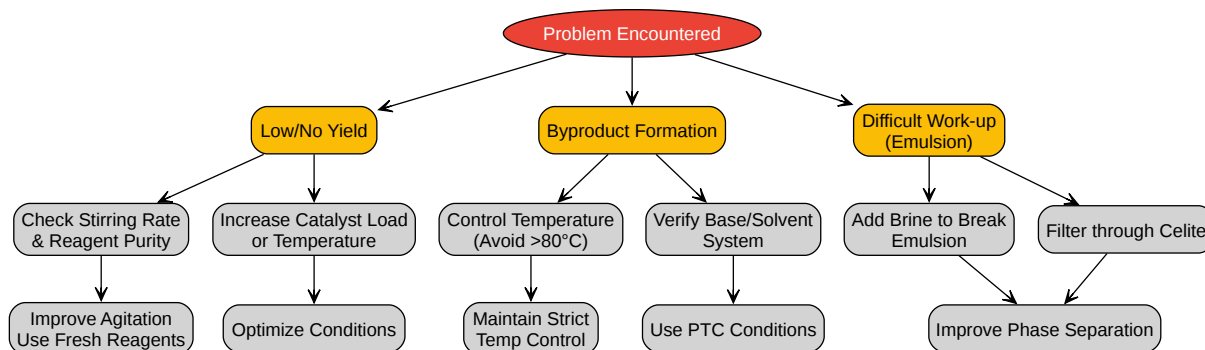 Problem Encountered
Low/No Yield
Byproduct Formation
Difficult Work-up
(Emulsion)
Check Stirring Rate
& Reagent Purity
Increase Catalyst Load
or Temperature
Control Temperature
(Avoid >80°C)
Verify Base/Solvent
System
Add Brine to Break
Emulsion
Filter through Celite
Improve Agitation
Use Fresh Reagents
Optimize Conditions
Maintain Strict
Temp Control
Use PTC Conditions
Improve Phase Separation